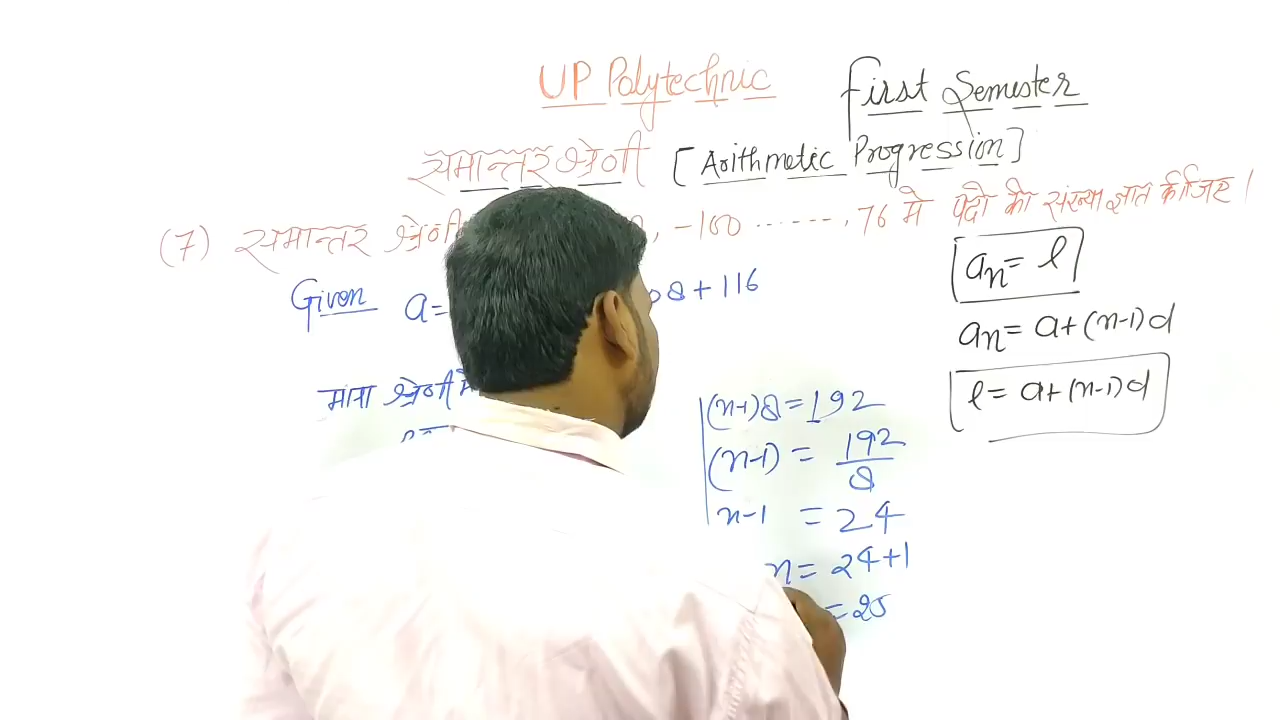 UP Polytechnic First Semester
समान्तर श्रेणी [Arithmetic Progression]
(7) समान्तर श्रेणी , -100 ......, 76 मे पदो की संख्या ज्ञात कीजिए।
Given a= 08+116
माना श्रेणी मे
(n-1)8=192
(n-1) = 192/8
n-1 = 24
n= 24+1
=25
an= l
an= a+(n-1)d
l= a+(n-1)d